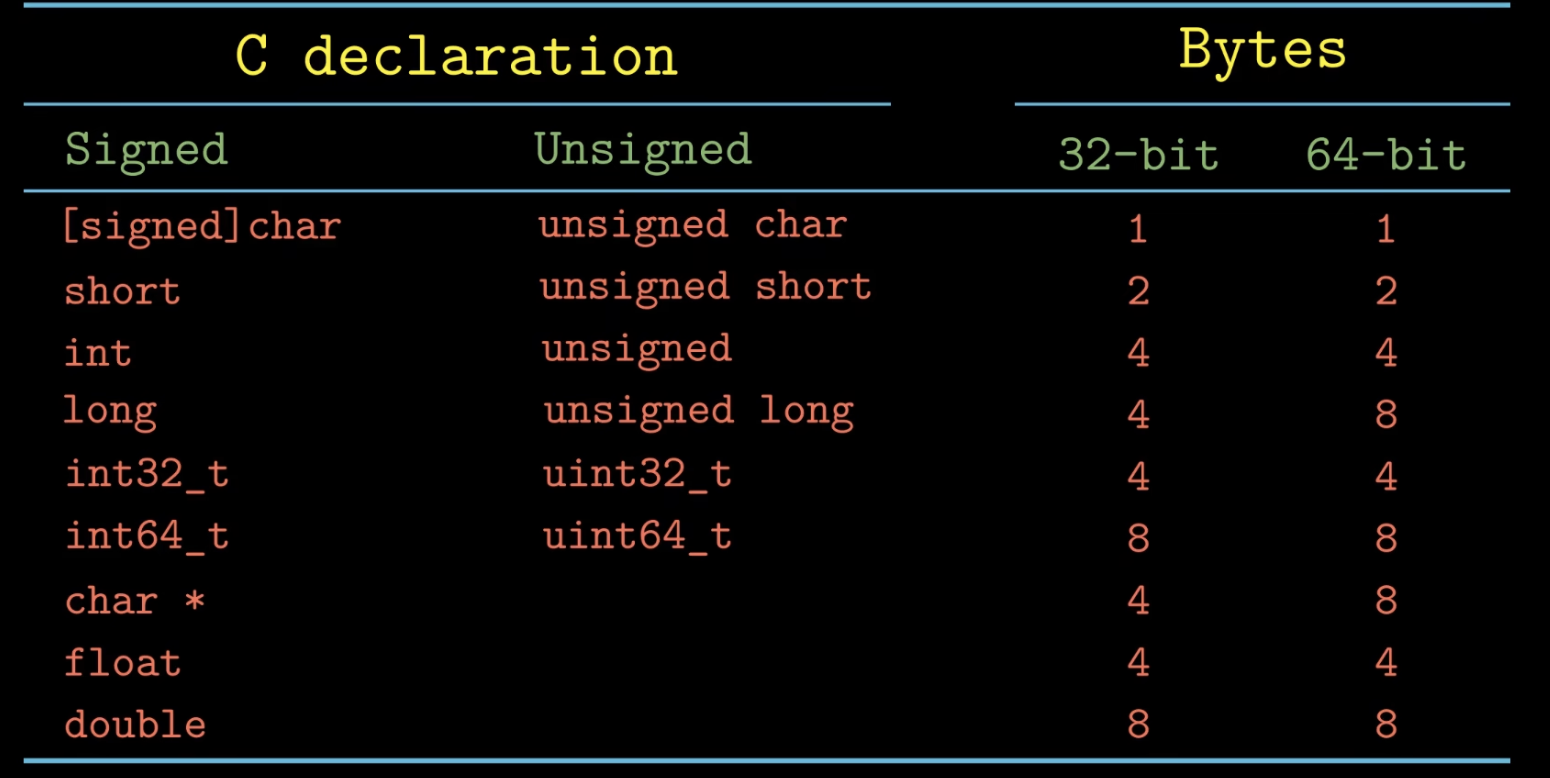 C declaration Bytes
Signed Unsigned 32-bit 64-bit
[signed]char unsigned char 1 1
short unsigned short 2 2
int unsigned 4 4
long unsigned long 4 8
int32_t uint32_t 4 4
int64_t uint64_t 8 8
char * 4 8
float 4 4
double 8 8